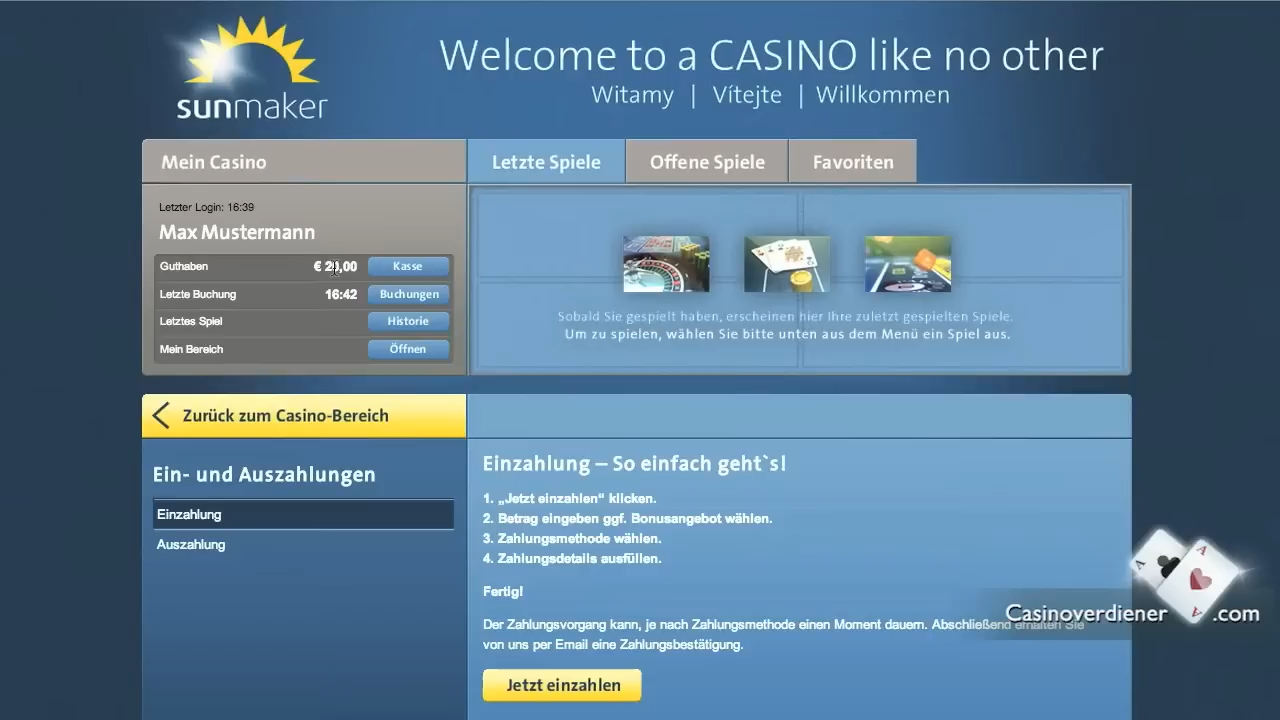 sunmaker
Welcome to a CASINO like no other
Witamy | Vítejte | Willkommen
Mein Casino
Letzte Spiele
Offene Spiele
Favoriten
Letzter Login: 16:39
Max Mustermann
Guthaben € 20,00 Kasse
Letzte Buchung 16:42 Buchungen
Letztes Spiel Historie
Mein Bereich Öffnen
Sobald Sie gespielt haben, erscheinen hier Ihre zuletzt gespielten Spiele.
Um zu spielen, wählen Sie bitte unten aus dem Menü ein Spiel aus.
Zurück zum Casino-Bereich
Ein- und Auszahlungen
Einzahlung
Auszahlung
Einzahlung – So einfach geht`s!
1. „Jetzt einzahlen“ klicken.
2. Betrag eingeben ggf. Bonusangebot wählen.
3. Zahlungsmethode wählen.
4. Zahlungsdetails ausfüllen.
Fertig!
Der Zahlungsvorgang kann, je nach Zahlungsmethode einen Moment dauern. Abschließend erhalten Sie
von uns per Email eine Zahlungsbestätigung.
Jetzt einzahlen
Casinoverdiener.com